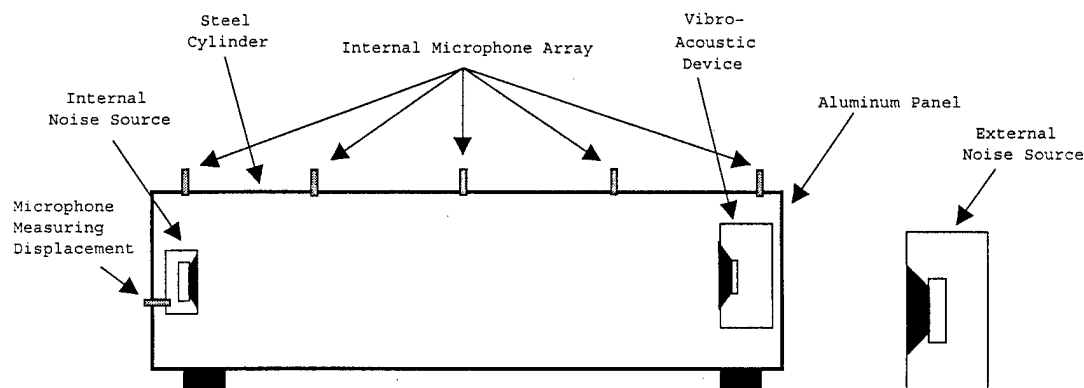 Steel
Cylinder
Internal Microphone Array
Vibro-
Acoustic
Device
Internal
Noise Source
Aluminum Panel
External
Noise Source
Microphone
Measuring
Displacement